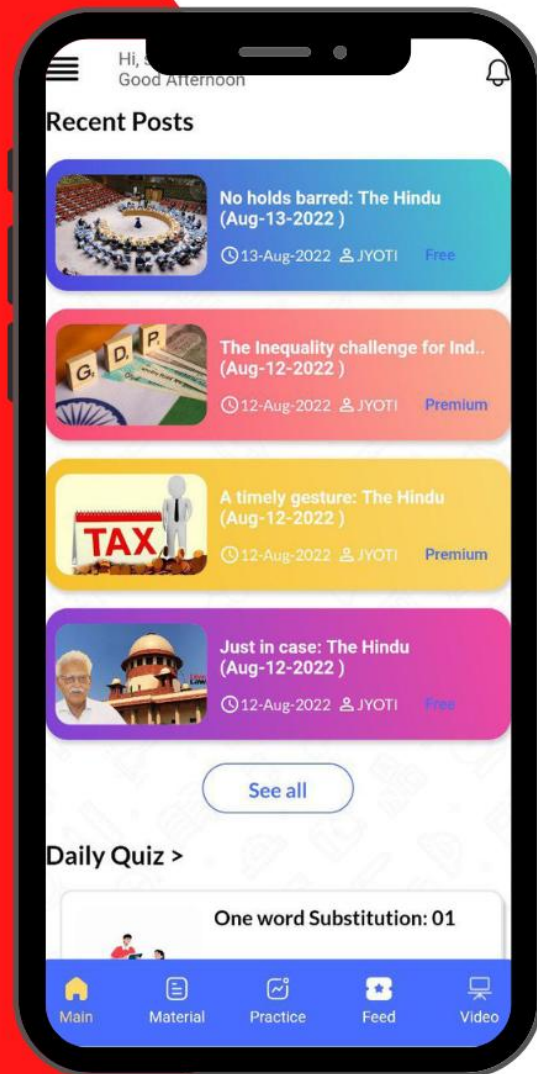 Hi,
Good Afternoon
Recent Posts
No holds barred: The Hindu
(Aug-13-2022 )
13-Aug-2022 JYOTI Free
G D P
The Inequality challenge for Ind..
(Aug-12-2022 )
12-Aug-2022 JYOTI Premium
TAX
A timely gesture: The Hindu
(Aug-12-2022 )
12-Aug-2022 JYOTI Premium
Just in case: The Hindu
(Aug-12-2022 )
12-Aug-2022 JYOTI Free
See all
Daily Quiz >
One word Substitution: 01
Main Material Practice Feed Video